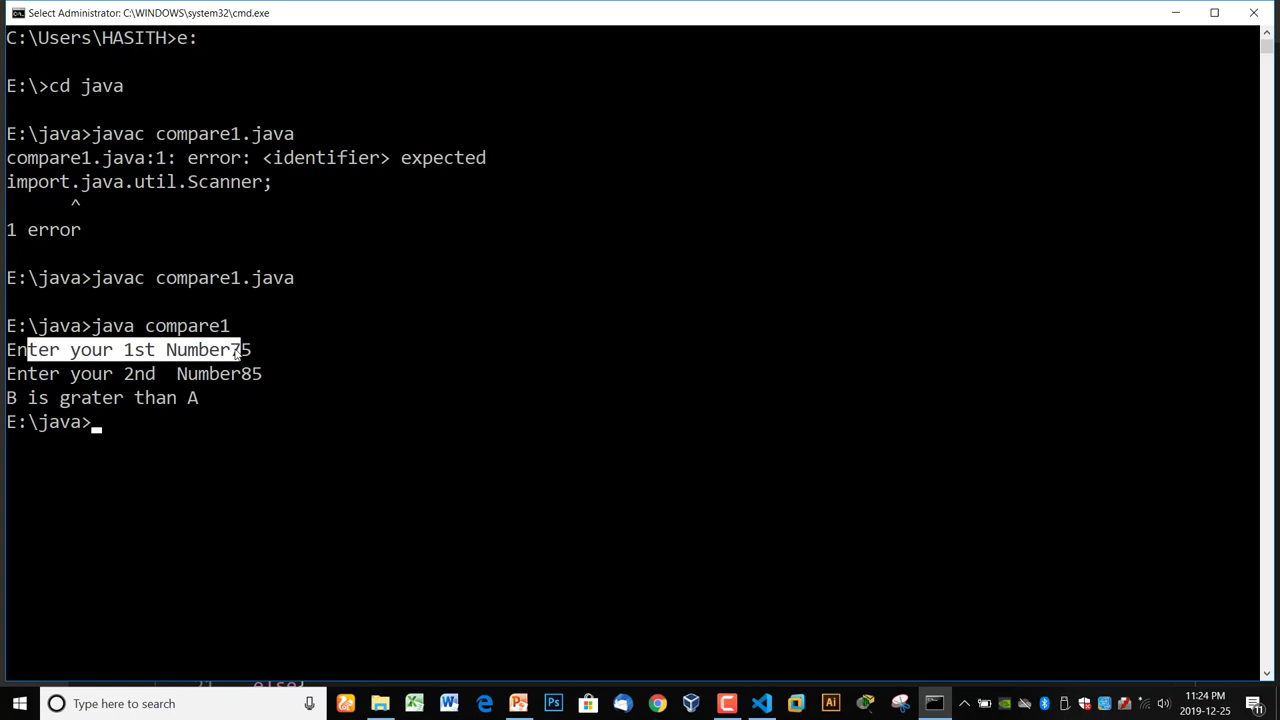 Select Administrator: C:\WINDOWS\system32\cmd.exe
C:\Users\HASITH>e:
E:\>cd java
E:\java>javac compare1.java
compare1.java:1: error: <identifier> expected
import.java.util.Scanner;
^
1 error
E:\java>javac compare1.java
E:\java>java compare1
Enter your 1st Number75
Enter your 2nd  Number85
B is grater than A
E:\java>
else{
Type here to search
11:24 PM
2019-12-25
11